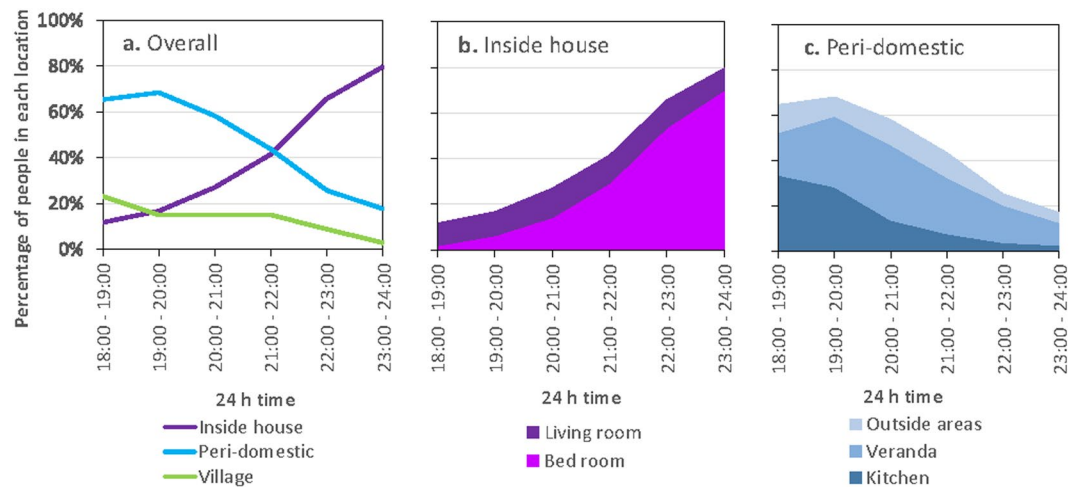 Percentage of people in each location
100%
80%
60%
40%
20%
0%
a. Overall
18:00 - 19:00
19:00 - 20:00
20:00 - 21:00
21:00 - 22:00
22:00 - 23:00
23:00 - 24:00
24 h time
Inside house
Peri-domestic
Village
b. Inside house
18:00 - 19:00
19:00 - 20:00
20:00 - 21:00
21:00 - 22:00
22:00 - 23:00
23:00 - 24:00
24 h time
Living room
Bed room
c. Peri-domestic
18:00 - 19:00
19:00 - 20:00
20:00 - 21:00
21:00 - 22:00
22:00 - 23:00
23:00 - 24:00
24 h time
Outside areas
Veranda
Kitchen